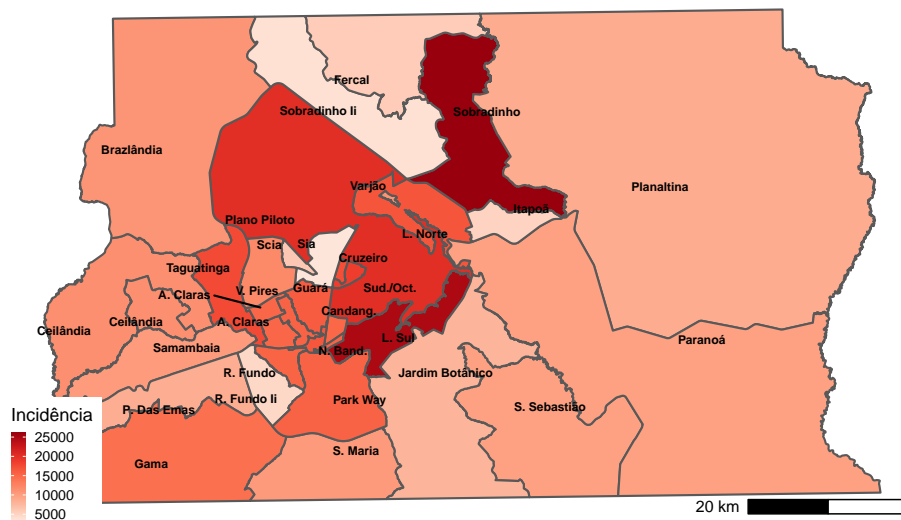 Fercal
Sobradinho Ii
Sobradinho
Brazlândia
Varjão
Planaltina
Itapoã
Plano Piloto
L. Norte
Scia
Sia
Cruzeiro
Taguatinga
V. Pires
Guará
Sud./Oct.
A. Claras
Candang.
Ceilândia
Ceilândia
A. Claras
L. Sul
Paranoá
Samambaia
N. Band.
R. Fundo
Jardim Botânico
R. Fundo Ii
Park Way
S. Sebastião
P. Das Emas
Incidência
25000
20000
15000
10000
5000
Gama
S. Maria
20 km